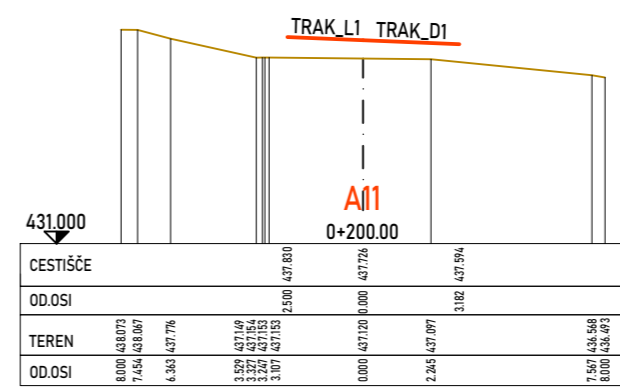 TRAK_L1 TRAK_D1
A11
431.000
0+200.00
CESTIŠČE 437.830 437.726 437.594
OD.OSI 2.500 0.000 3.182
TEREN 438.073 438.067 437.776 437.149 437.154 437.153 437.153 437.120 437.097 436.568 436.493
OD.OSI 8.000 7.454 6.363 3.529 3.327 3.247 3.107 0.000 2.245 7.567 8.000